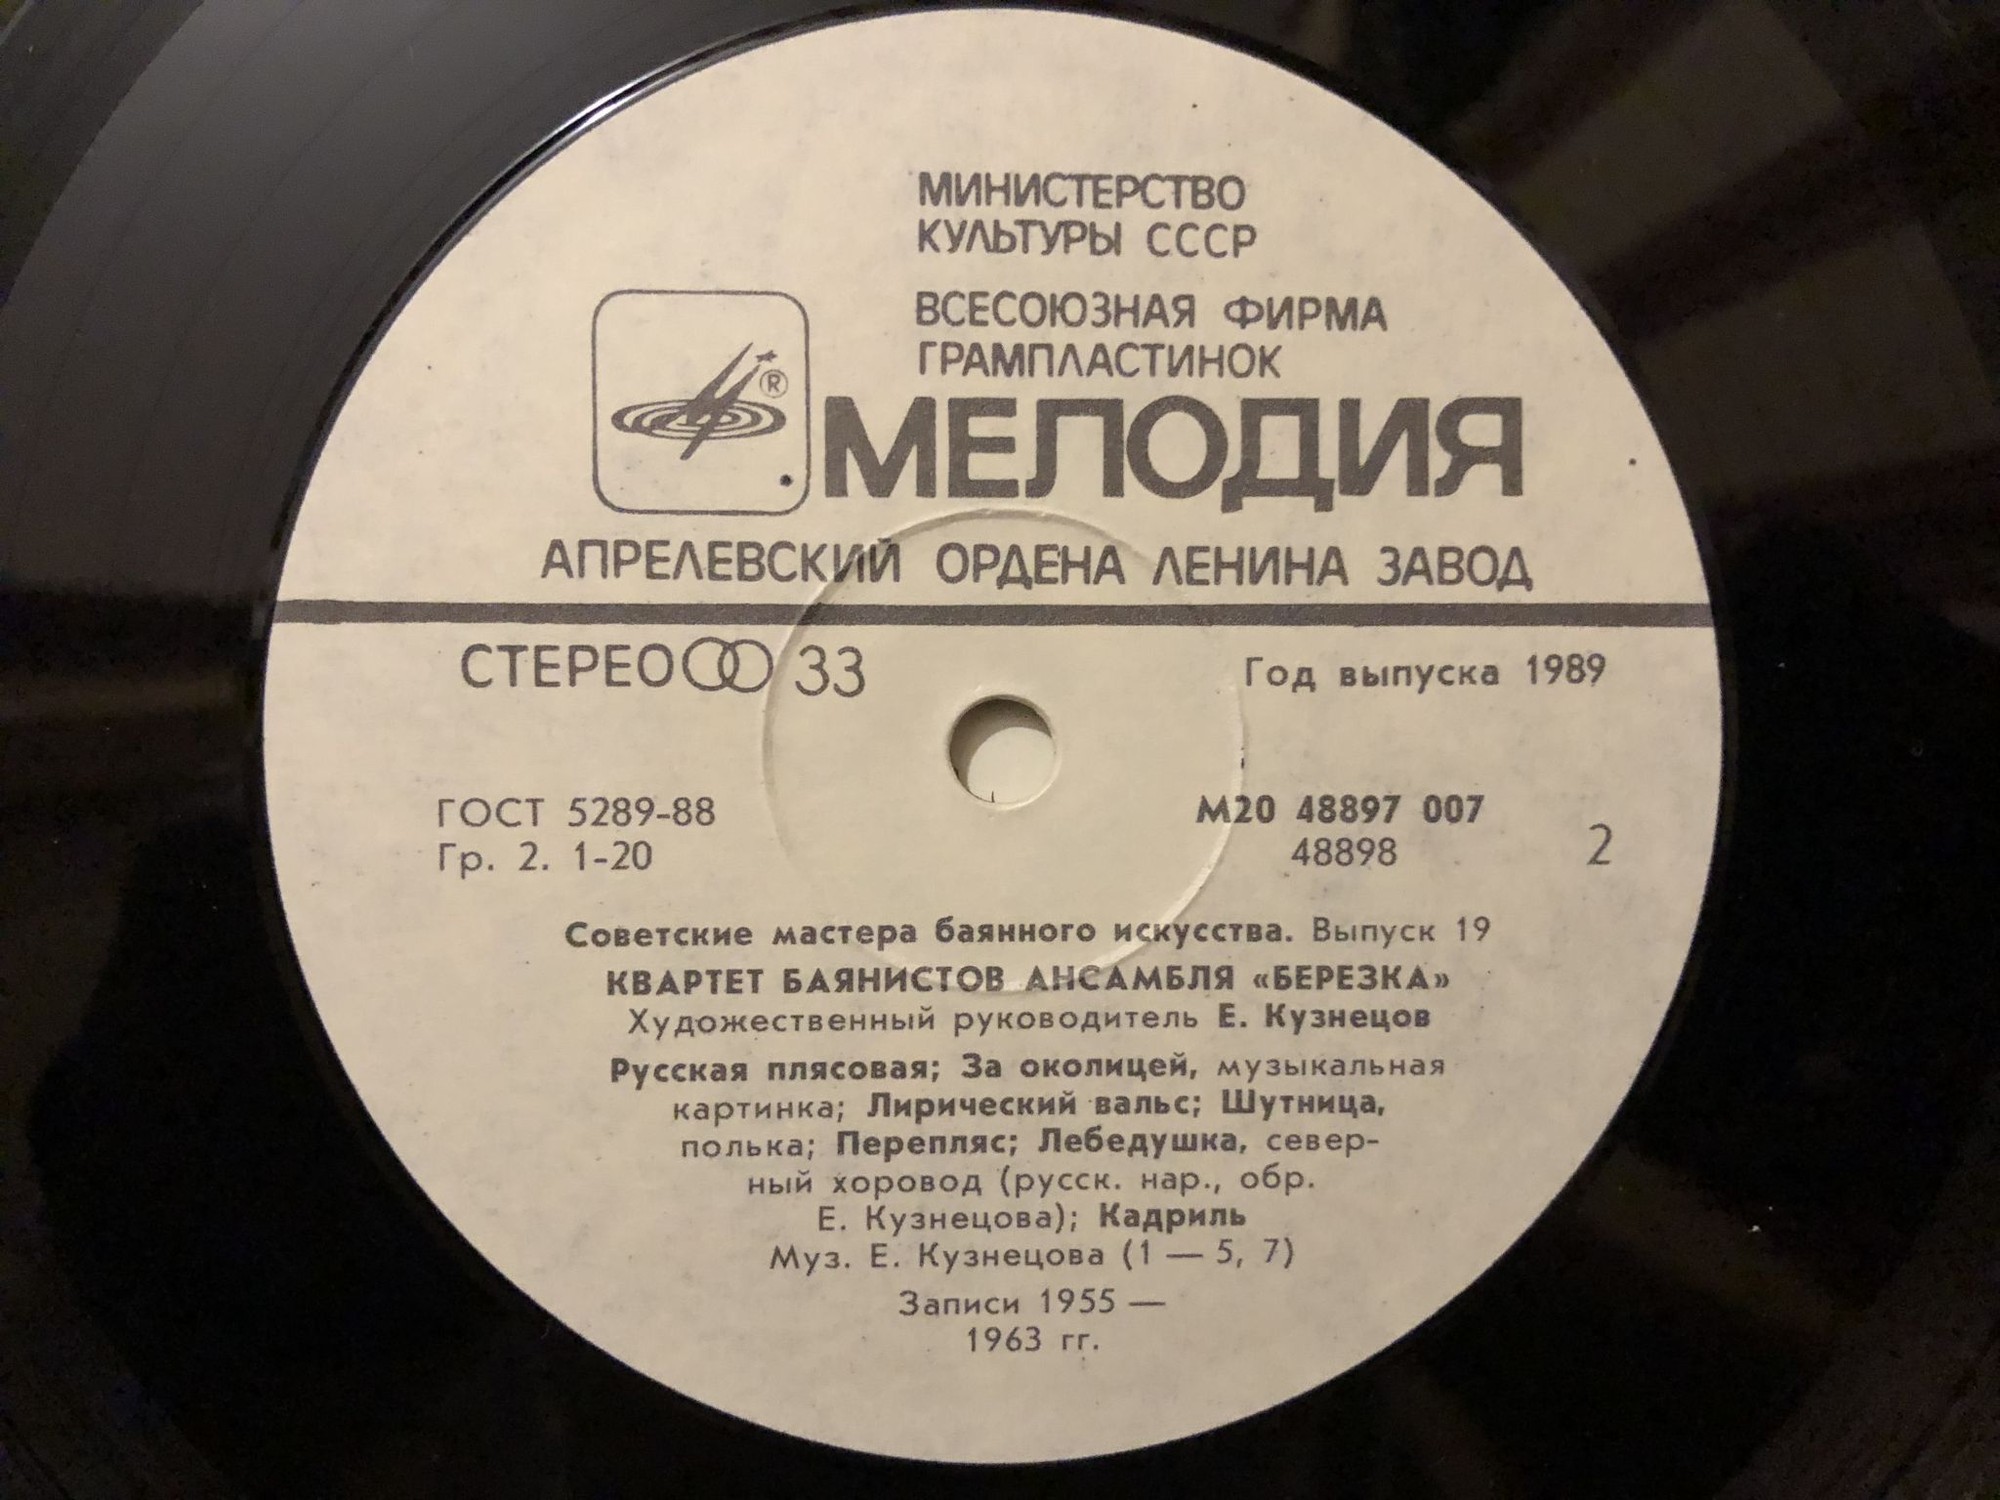 МИНИСТЕРСТВО
КУЛЬТУРЫ СССР
ВСЕСОЮЗНАЯ ФИРМА
ГРАМПЛАСТИНОК
®
МЕЛОДИЯ
АПРЕЛЕВСКИЙ ОРДЕНА ЛЕНИНА ЗАВОД
СТЕРЕО 33
Год выпуска 1989
ГОСТ 5289-88
Гр. 2. 1-20
М20 48897 007
48898
2
Советские мастера баянного искусства. Выпуск 19
КВАРТЕТ БАЯНИСТОВ АНСАМБЛЯ «БЕРЕЗКА»
Художественный руководитель Е. Кузнецов
Русская плясовая; За околицей, музыкальная
картинка; Лирический вальс; Шутница,
полька; Перепляс; Лебедушка, север-
ный хоровод (русск. нар., обр.
Е. Кузнецова); Кадриль
Муз. Е. Кузнецова (1 — 5, 7)
Записи 1955 —
1963 гг.